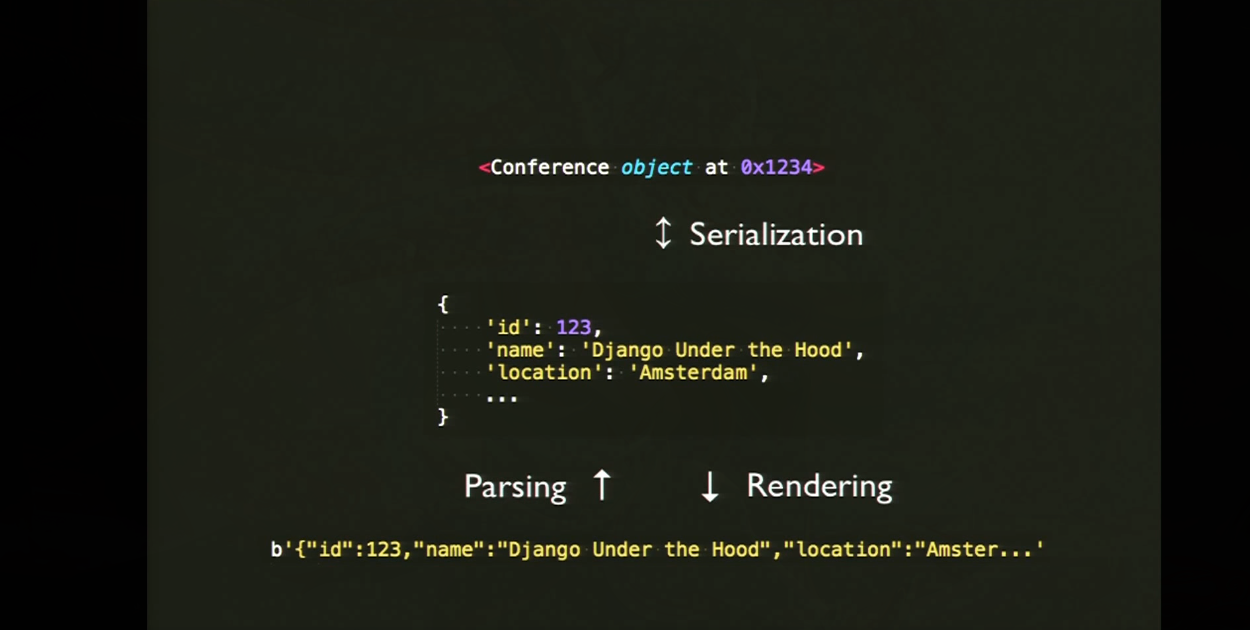 <Conference object at 0x1234>
↕ Serialization
{
    'id': 123,
    'name': 'Django Under the Hood',
    'location': 'Amsterdam',
    ...
}
Parsing ↑ ↓ Rendering
b'{"id":123,"name":"Django Under the Hood","location":"Amster...'